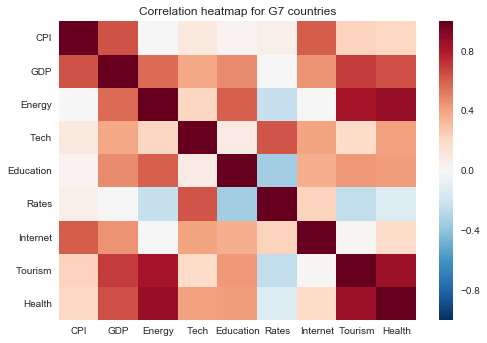 Correlation heatmap for G7 countries
CPI
GDP
Energy
Tech
Education
Rates
Internet
Tourism
Health
CPI GDP Energy Tech Education Rates Internet Tourism Health
0.8
0.4
0.0
−0.4
−0.8